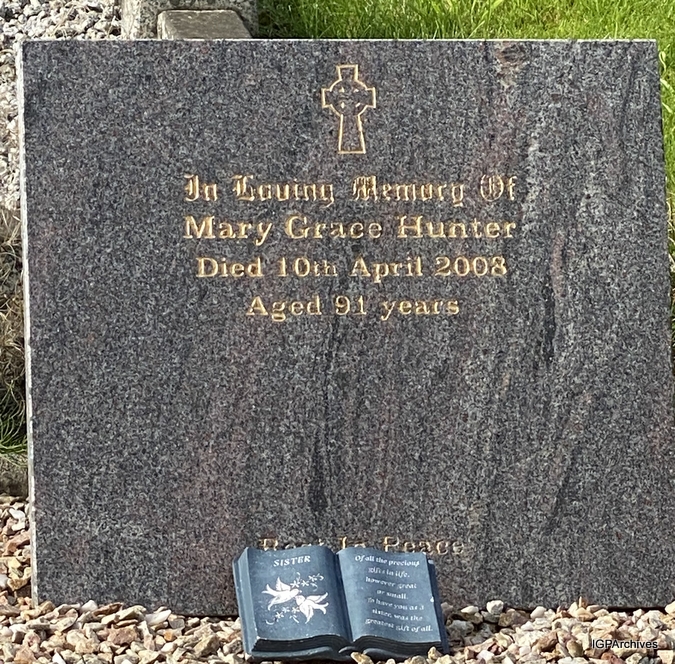 In Loving Memory Of
Mary Grace Hunter
Died 10th April 2008
Aged 91 years
Rest In Peace
SISTER
Of all the precious
gifts in life,
however great
or small.
To have you as a
sister, was the
greatest gift of all.
IGPArchives